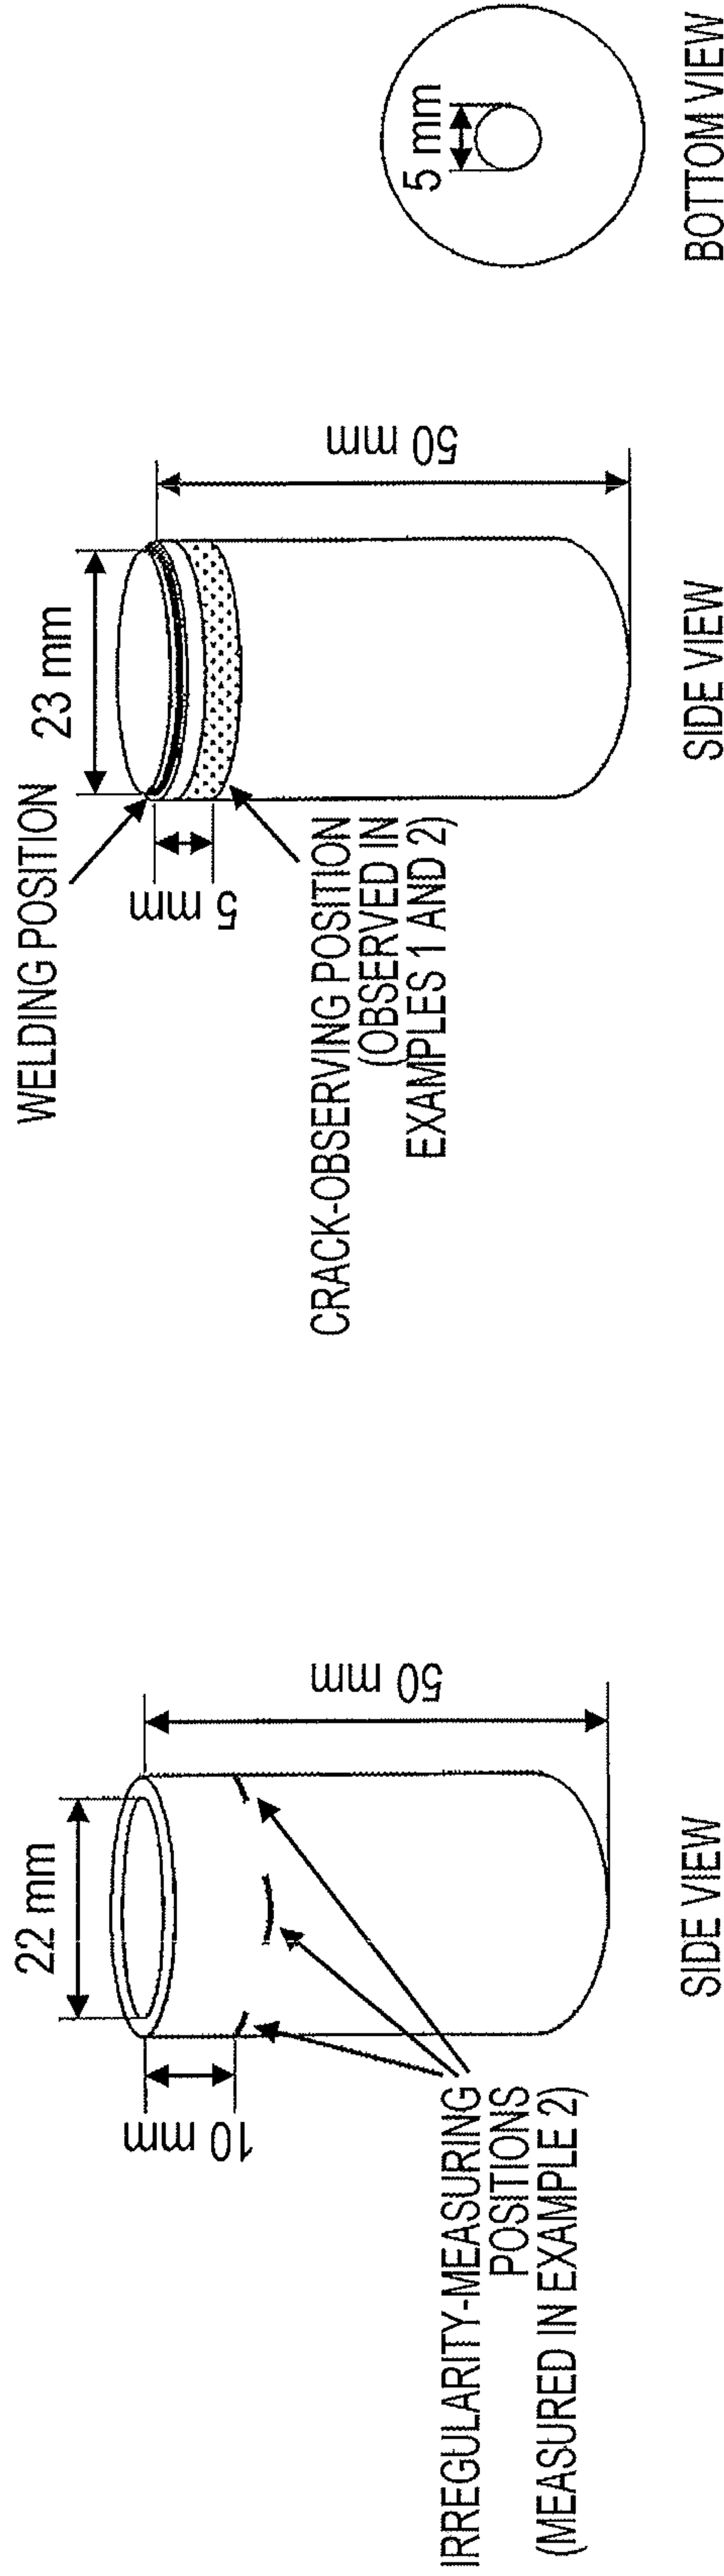 22 mm
10 mm
50 mm
IRREGULARITY-MEASURING
POSITIONS
(MEASURED IN EXAMPLE 2)
SIDE VIEW
WELDING POSITION
23 mm
5 mm
50 mm
CRACK-OBSERVING POSITION
(OBSERVED IN
EXAMPLES 1 AND 2)
SIDE VIEW
5 mm
BOTTOM VIEW